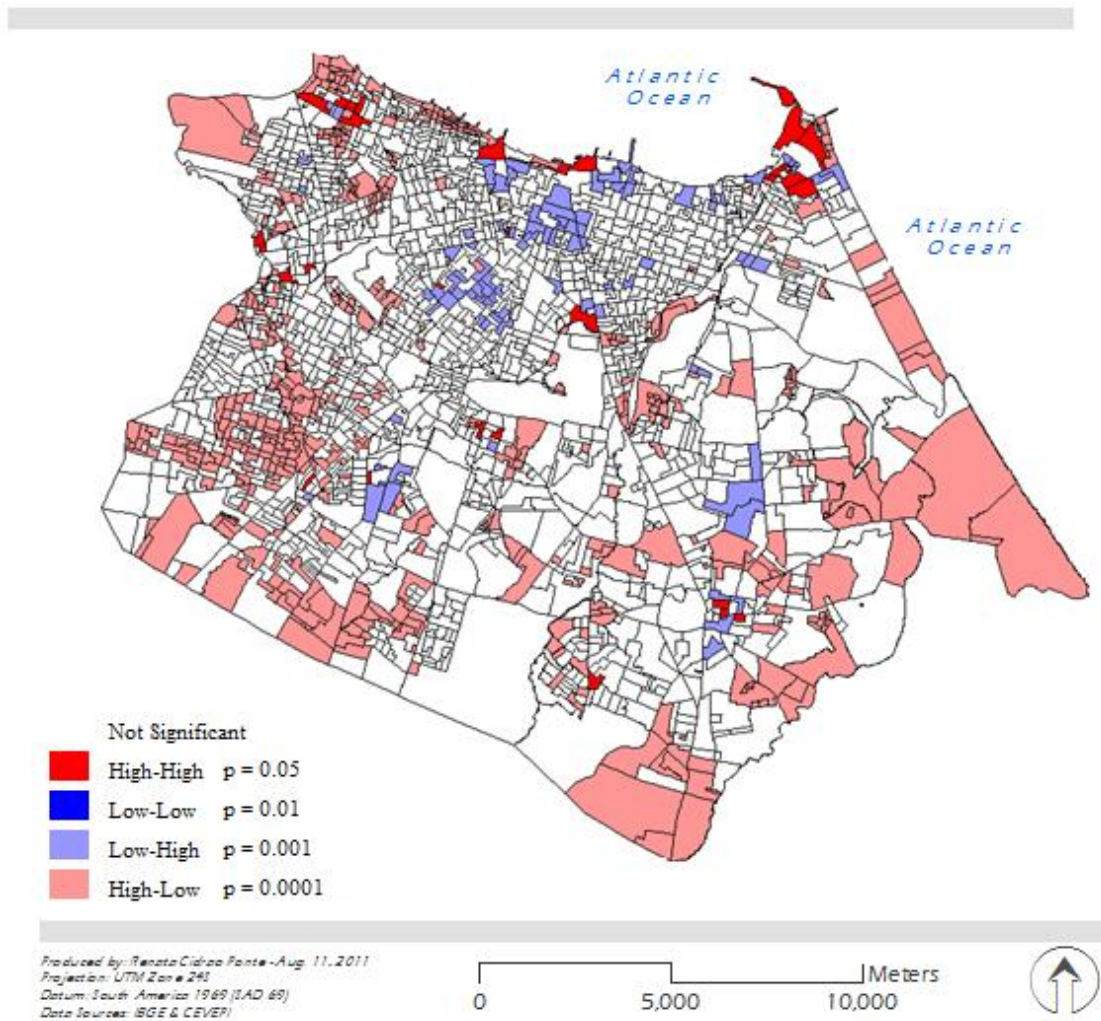 Atlantic
Ocean
Atlantic
Ocean
Not Significant
High-High p = 0.05
Low-Low p = 0.01
Low-High p = 0.001
High-Low p = 0.0001
Produced by: Renato Cidrao Ponte - Aug. 11, 2011
Projection: UTM Zone 24S
Datum: South America 1969 (SAD 69)
Data Sources: IBGE & CEVEPI
Meters
0 5,000 10,000